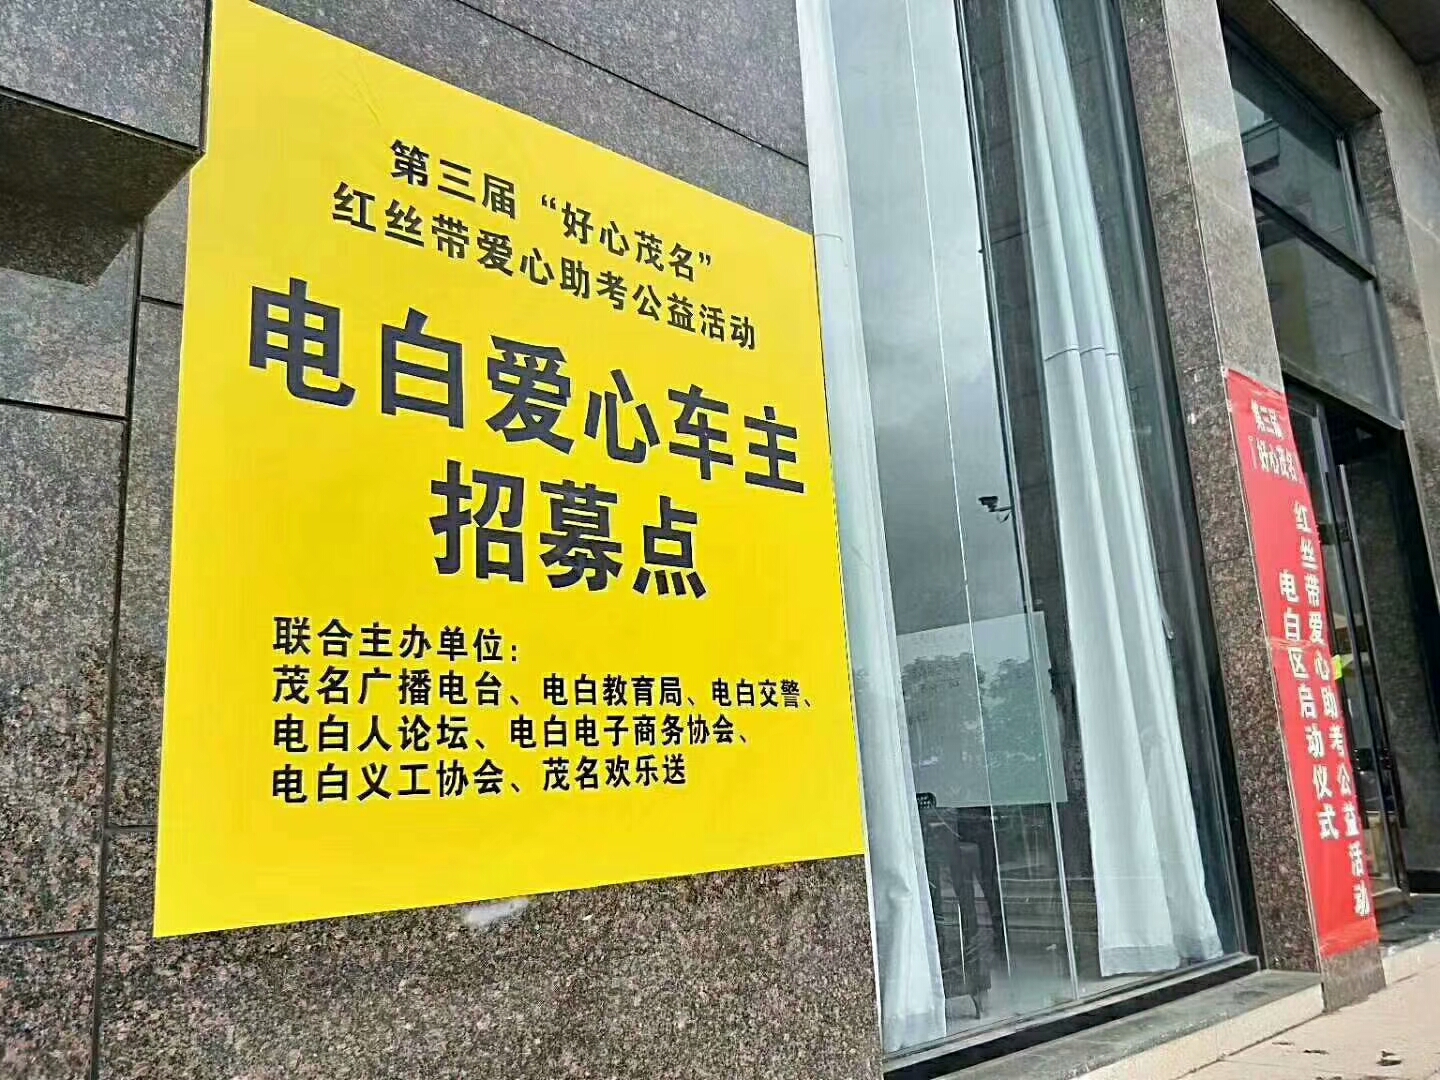 第三届“好心茂名”
红丝带爱心助考公益活动
电白爱心车主
招募点
联合主办单位:
茂名广播电台、电白教育局、电白交警、
电白人论坛、电白电子商务协会、
电白义工协会、茂名欢乐送
第三届
「好心茂名」
红丝带爱心助考公益活动
电白区启动仪式